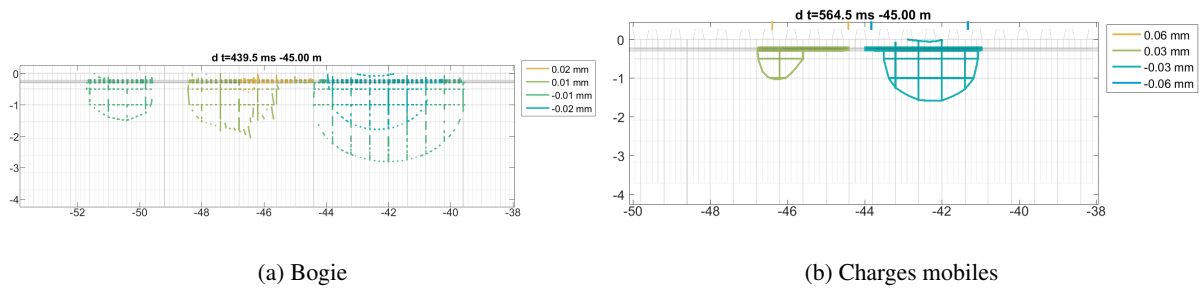 d t=439.5 ms -45.00 m
0
-1
-2
-3
-4
-52
-50
-48
-46
-44
-42
-40
-38
0.02 mm
0.01 mm
-0.01 mm
-0.02 mm
(a) Bogie
d t=564.5 ms -45.00 m
0
-1
-2
-3
-4
-50
-48
-46
-44
-42
-40
-38
0.06 mm
0.03 mm
-0.03 mm
-0.06 mm
(b) Charges mobiles